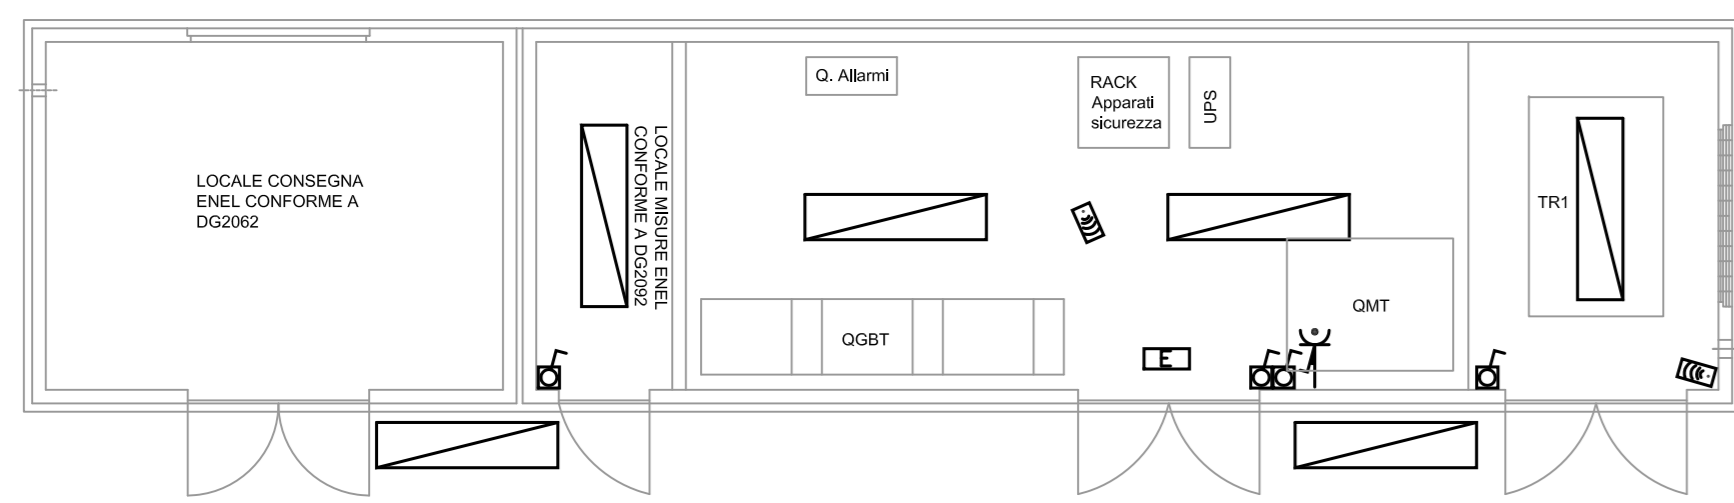 LOCALE CONSEGNA
ENEL CONFORME A
DG2062
LOCALE MISURE ENEL
CONFORME A DG2092
Q. Allarmi
RACK
Apparati
sicurezza
UPS
QGBT
E
QMT
TR1